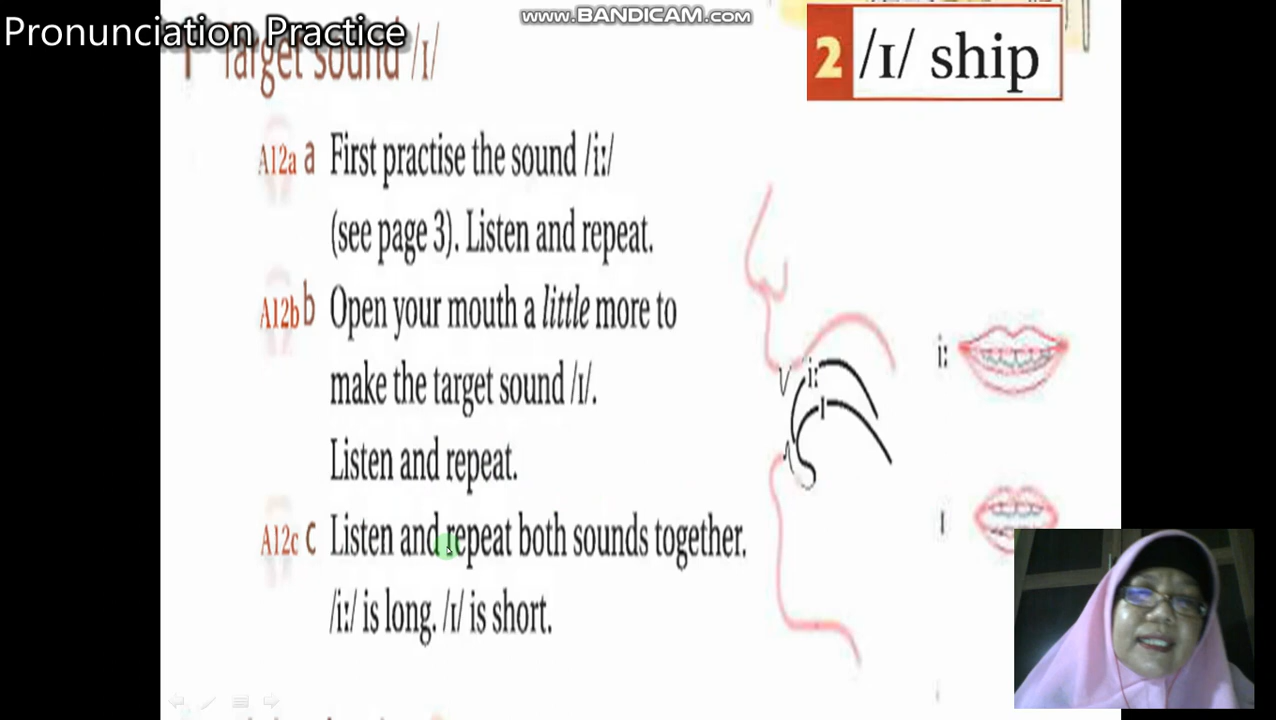 www.BANDICAM.com
Pronunciation Practice
1 Target sound /ɪ/
2 /ɪ/ ship
A12a a First practise the sound /iː/
(see page 3). Listen and repeat.
A12b b Open your mouth a little more to
make the target sound /ɪ/.
Listen and repeat.
A12c c Listen and repeat both sounds together.
/iː/ is long. /ɪ/ is short.
iː
ɪ
iː
ɪ